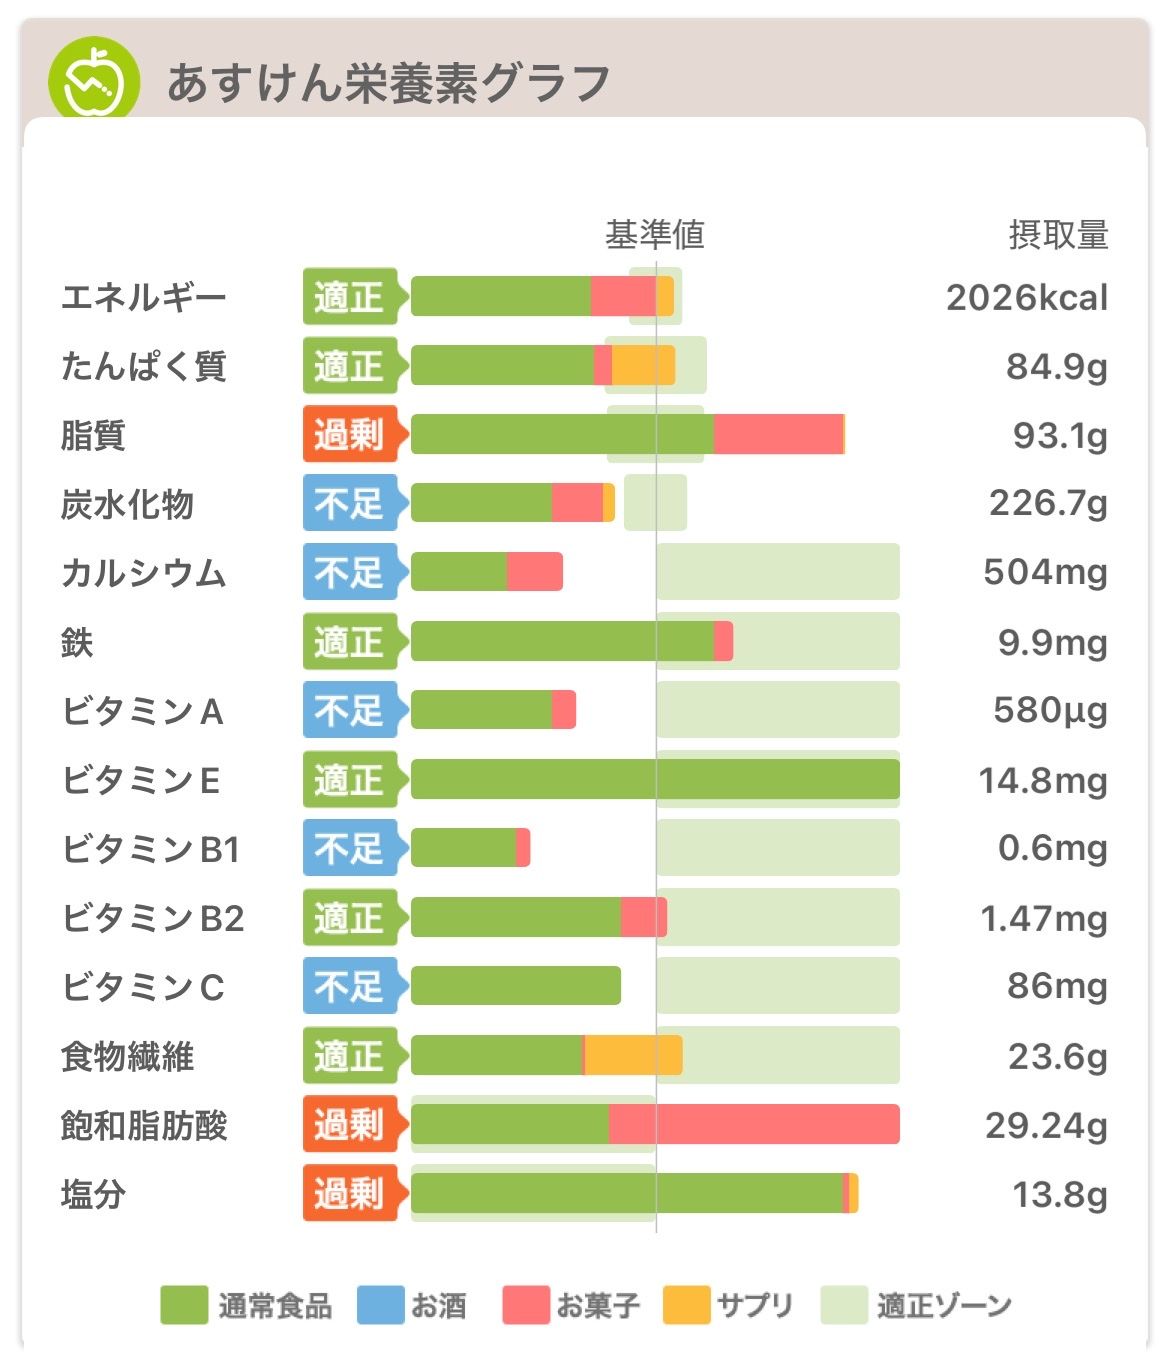 あすけん栄養素グラフ
基準値 摂取量
エネルギー 適正 2026kcal
たんぱく質 適正 84.9g
脂質 過剰 93.1g
炭水化物 不足 226.7g
カルシウム 不足 504mg
鉄 適正 9.9mg
ビタミンA 不足 580μg
ビタミンE 適正 14.8mg
ビタミンB1 不足 0.6mg
ビタミンB2 適正 1.47mg
ビタミンC 不足 86mg
食物繊維 適正 23.6g
飽和脂肪酸 過剰 29.24g
塩分 過剰 13.8g
通常食品 お酒 お菓子 サプリ 適正ゾーン